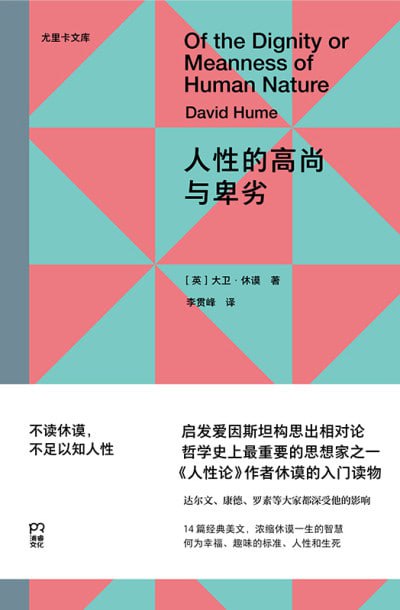 尤里卡文库
Of the Dignity or
Meanness of
Human Nature
David Hume
人性的高尚
与卑劣
[英] 大卫·休谟 著
李贯峰 译
不读休谟，
不足以知人性
启发爱因斯坦构思出相对论
哲学史上最重要的思想家之一
《人性论》作者休谟的入门读物
达尔文、康德、罗素等大家都深受他的影响
14 篇经典美文，浓缩休谟一生的智慧
何为幸福、趣味的标准、人性和生死
浦睿
文化